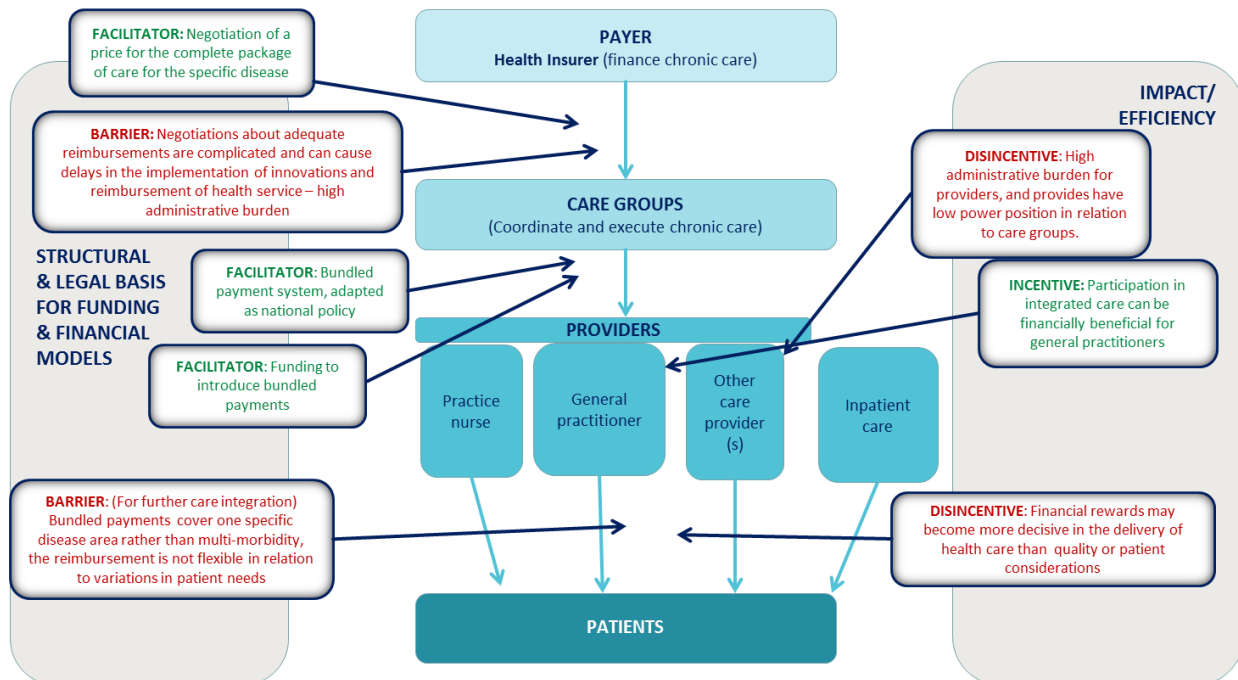 FACILITATOR: Negotiation of a
price for the complete package
of care for the specific disease
PAYER
Health Insurer (finance chronic care)
IMPACT/
EFFICIENCY
BARRIER: Negotiations about adequate
reimbursements are complicated and can cause
delays in the implementation of innovations and
reimbursement of health service – high
administrative burden
DISINCENTIVE: High
administrative burden for
providers, and provides have
low power position in relation
to care groups.
CARE GROUPS
(Coordinate and execute chronic care)
STRUCTURAL
& LEGAL BASIS
FOR FUNDING
& FINANCIAL
MODELS
FACILITATOR: Bundled
payment system, adapted
as national policy
INCENTIVE: Participation in
integrated care can be
financially beneficial for
general practitioners
PROVIDERS
FACILITATOR: Funding to
introduce bundled
payments
Practice
nurse
General
practitioner
Other
care
provider
(s)
Inpatient
care
BARRIER: (For further care integration)
Bundled payments cover one specific
disease area rather than multi-morbidity,
the reimbursement is not flexible in relation
to variations in patient needs
DISINCENTIVE: Financial rewards may
become more decisive in the delivery of
health care than quality or patient
considerations
PATIENTS